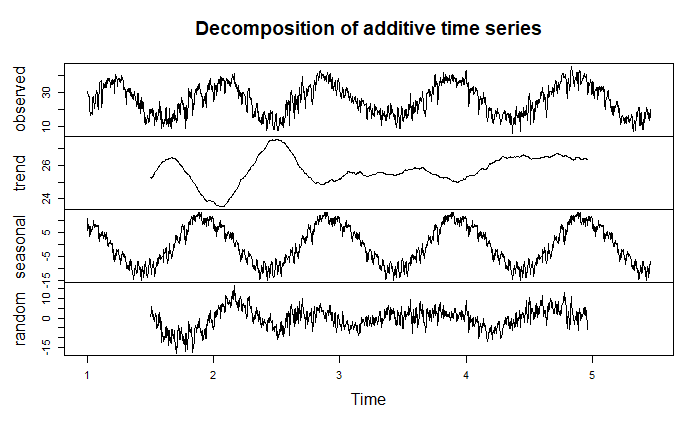 Decomposition of additive time series
observed
10 30
trend
24 26
seasonal
-15 -5 5
random
-15 0 10
1 2 3 4 5
Time